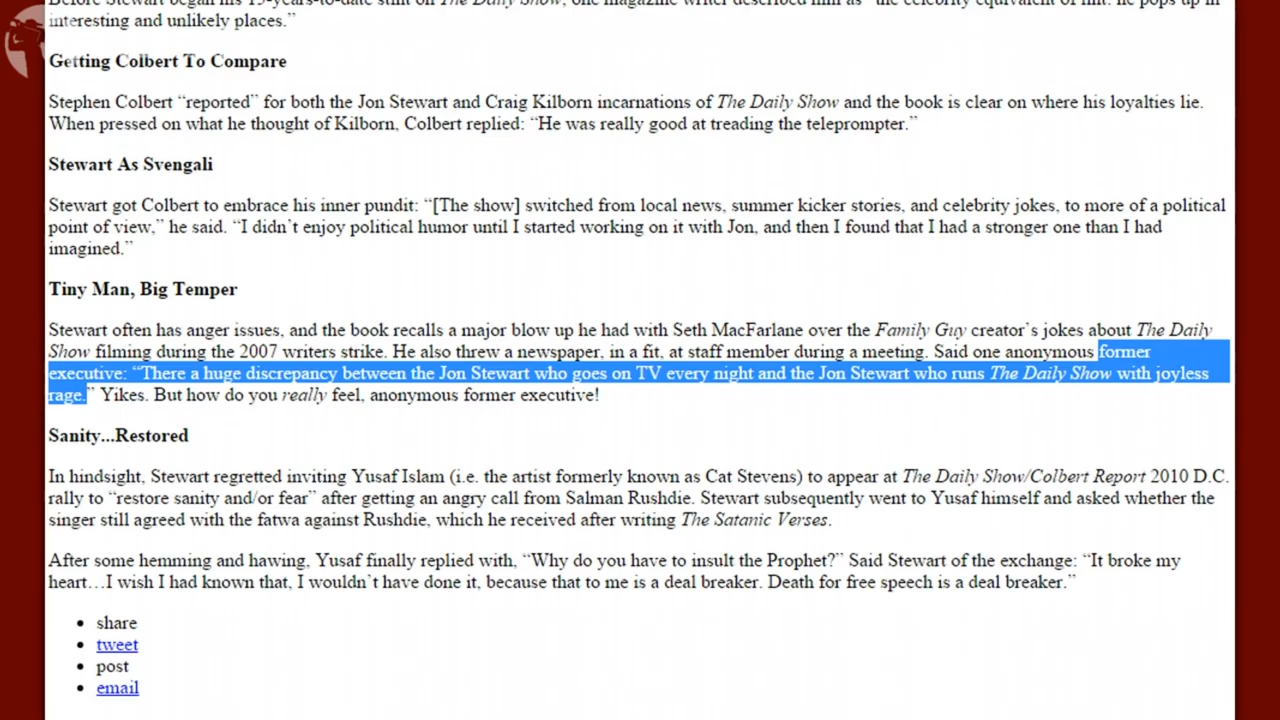 interesting and unlikely places.”
Getting Colbert To Compare
Stephen Colbert “reported” for both the Jon Stewart and Craig Kilborn incarnations of The Daily Show and the book is clear on where his loyalties lie.
When pressed on what he thought of Kilborn, Colbert replied: “He was really good at treading the teleprompter.”
Stewart As Svengali
Stewart got Colbert to embrace his inner pundit: “[The show] switched from local news, summer kicker stories, and celebrity jokes, to more of a political
point of view,” he said. “I didn’t enjoy political humor until I started working on it with Jon, and then I found that I had a stronger one than I had
imagined.”
Tiny Man, Big Temper
Stewart often has anger issues, and the book recalls a major blow up he had with Seth MacFarlane over the Family Guy creator’s jokes about The Daily
Show filming during the 2007 writers strike. He also threw a newspaper, in a fit, at staff member during a meeting. Said one anonymous former
executive: “There a huge discrepancy between the Jon Stewart who goes on TV every night and the Jon Stewart who runs The Daily Show with joyless
rage.” Yikes. But how do you really feel, anonymous former executive!
Sanity...Restored
In hindsight, Stewart regretted inviting Yusaf Islam (i.e. the artist formerly known as Cat Stevens) to appear at The Daily Show/Colbert Report 2010 D.C.
rally to “restore sanity and/or fear” after getting an angry call from Salman Rushdie. Stewart subsequently went to Yusaf himself and asked whether the
singer still agreed with the fatwa against Rushdie, which he received after writing The Satanic Verses.
After some hemming and hawing, Yusaf finally replied with, “Why do you have to insult the Prophet?” Said Stewart of the exchange: “It broke my
heart…I wish I had known that, I wouldn’t have done it, because that to me is a deal breaker. Death for free speech is a deal breaker.”
share
tweet
post
email